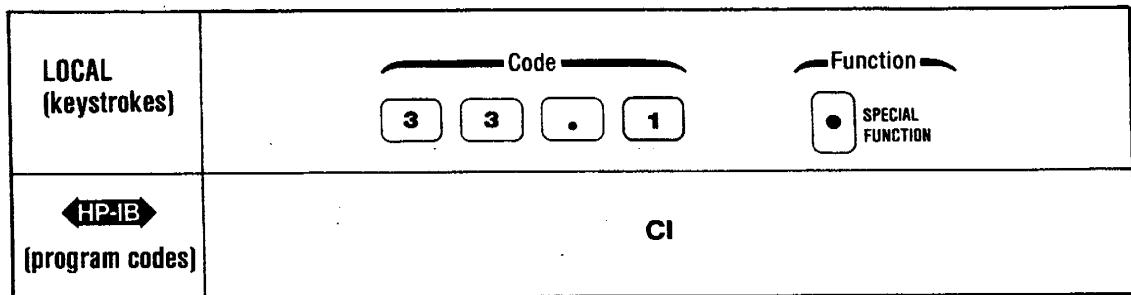 LOCAL
(keystrokes)
Code
Function
3 3 . 1
SPECIAL
FUNCTION
HP-IB
(program codes)
CI